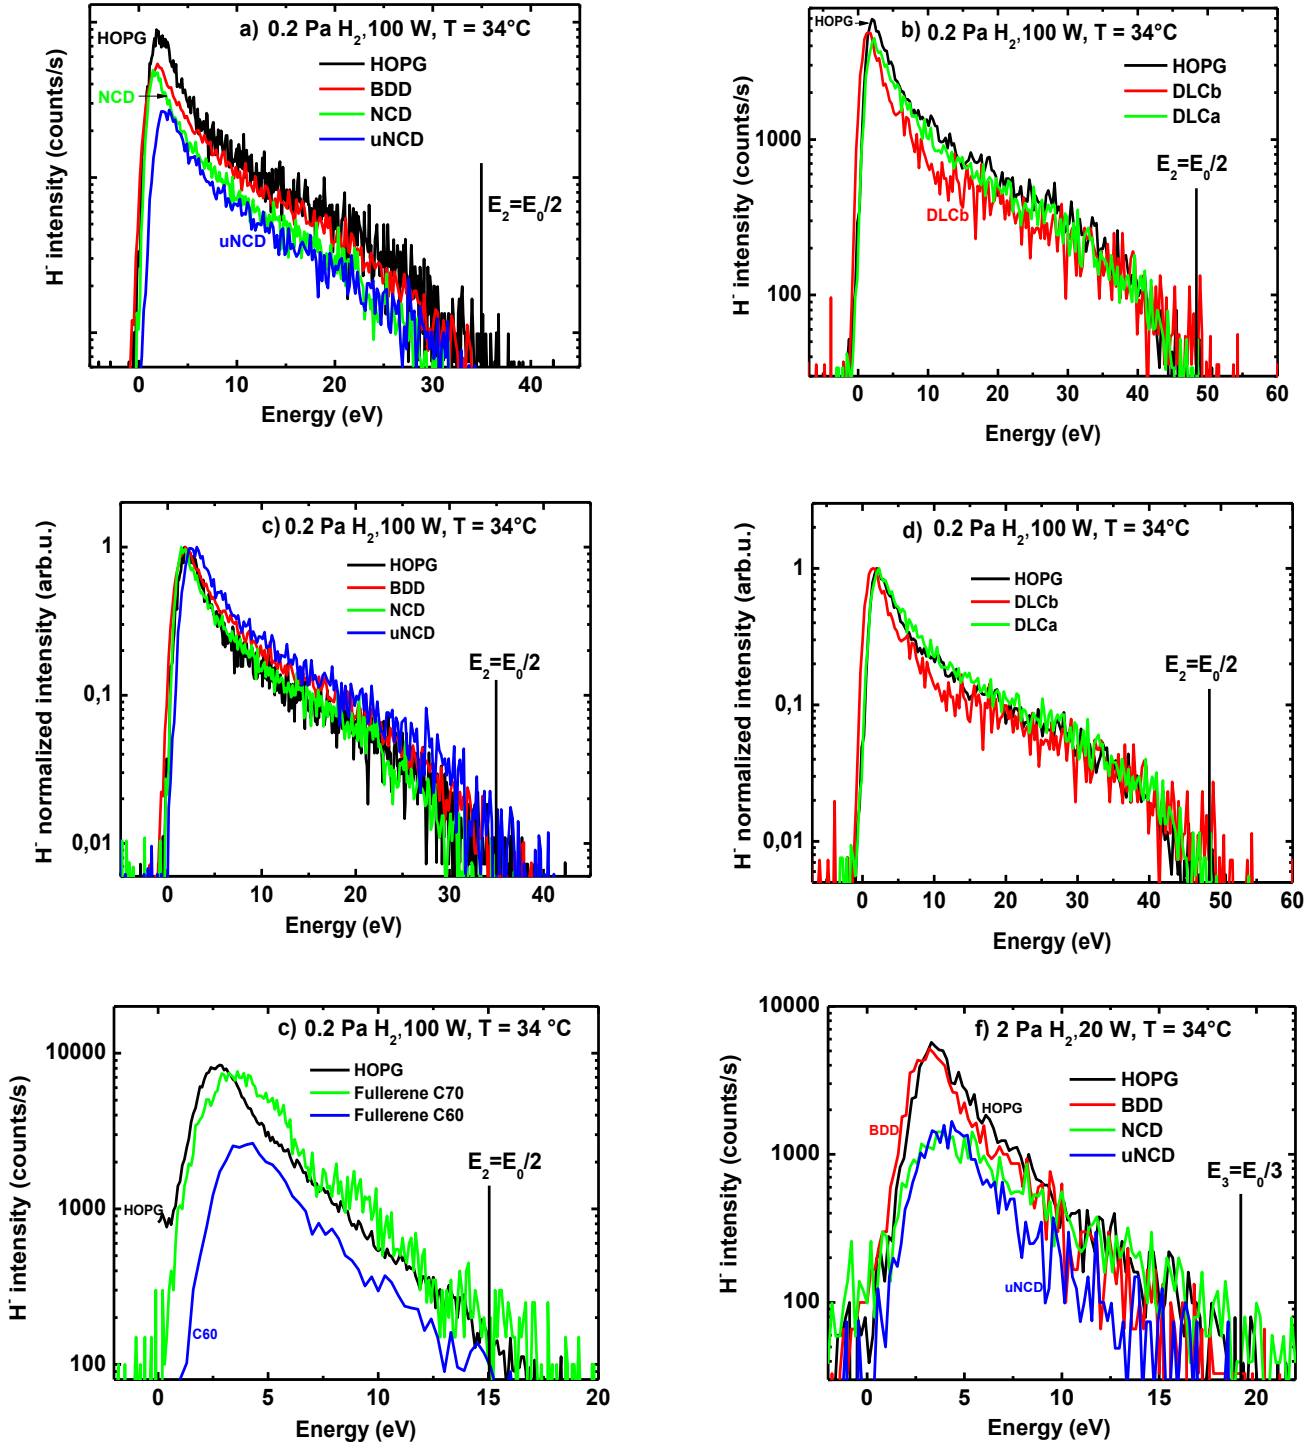 a) 0.2 Pa H₂,100 W, T = 34°C
HOPG
HOPG
BDD
NCD
uNCD
NCD
uNCD
E₂=E₀/2
H⁻ intensity (counts/s)
0 10 20 30 40
Energy (eV)
b) 0.2 Pa H₂,100 W, T = 34°C
HOPG
HOPG
DLCb
DLCa
DLCb
E₂=E₀/2
H⁻ intensity (counts/s)
1000
100
0 10 20 30 40 50 60
Energy (eV)
c) 0.2 Pa H₂,100 W, T = 34°C
HOPG
BDD
NCD
uNCD
E₂=E₀/2
H⁻ normalized intensity (arb.u.)
1
0,1
0,01
0 10 20 30 40
Energy (eV)
d) 0.2 Pa H₂,100 W, T = 34°C
HOPG
DLCb
DLCa
E₂=E₀/2
H⁻ normalized intensity (arb.u.)
1
0,1
0,01
0 10 20 30 40 50 60
Energy (eV)
c) 0.2 Pa H₂,100 W, T = 34 °C
HOPG
Fullerene C70
Fullerene C60
HOPG
C60
E₂=E₀/2
H⁻ intensity (counts/s)
10000
1000
100
0 5 10 15 20
Energy (eV)
f) 2 Pa H₂,20 W, T = 34°C
HOPG
BDD
NCD
uNCD
HOPG
BDD
uNCD
E₃=E₀/3
H⁻ intensity (counts/s)
10000
1000
100
0 5 10 15 20
Energy (eV)